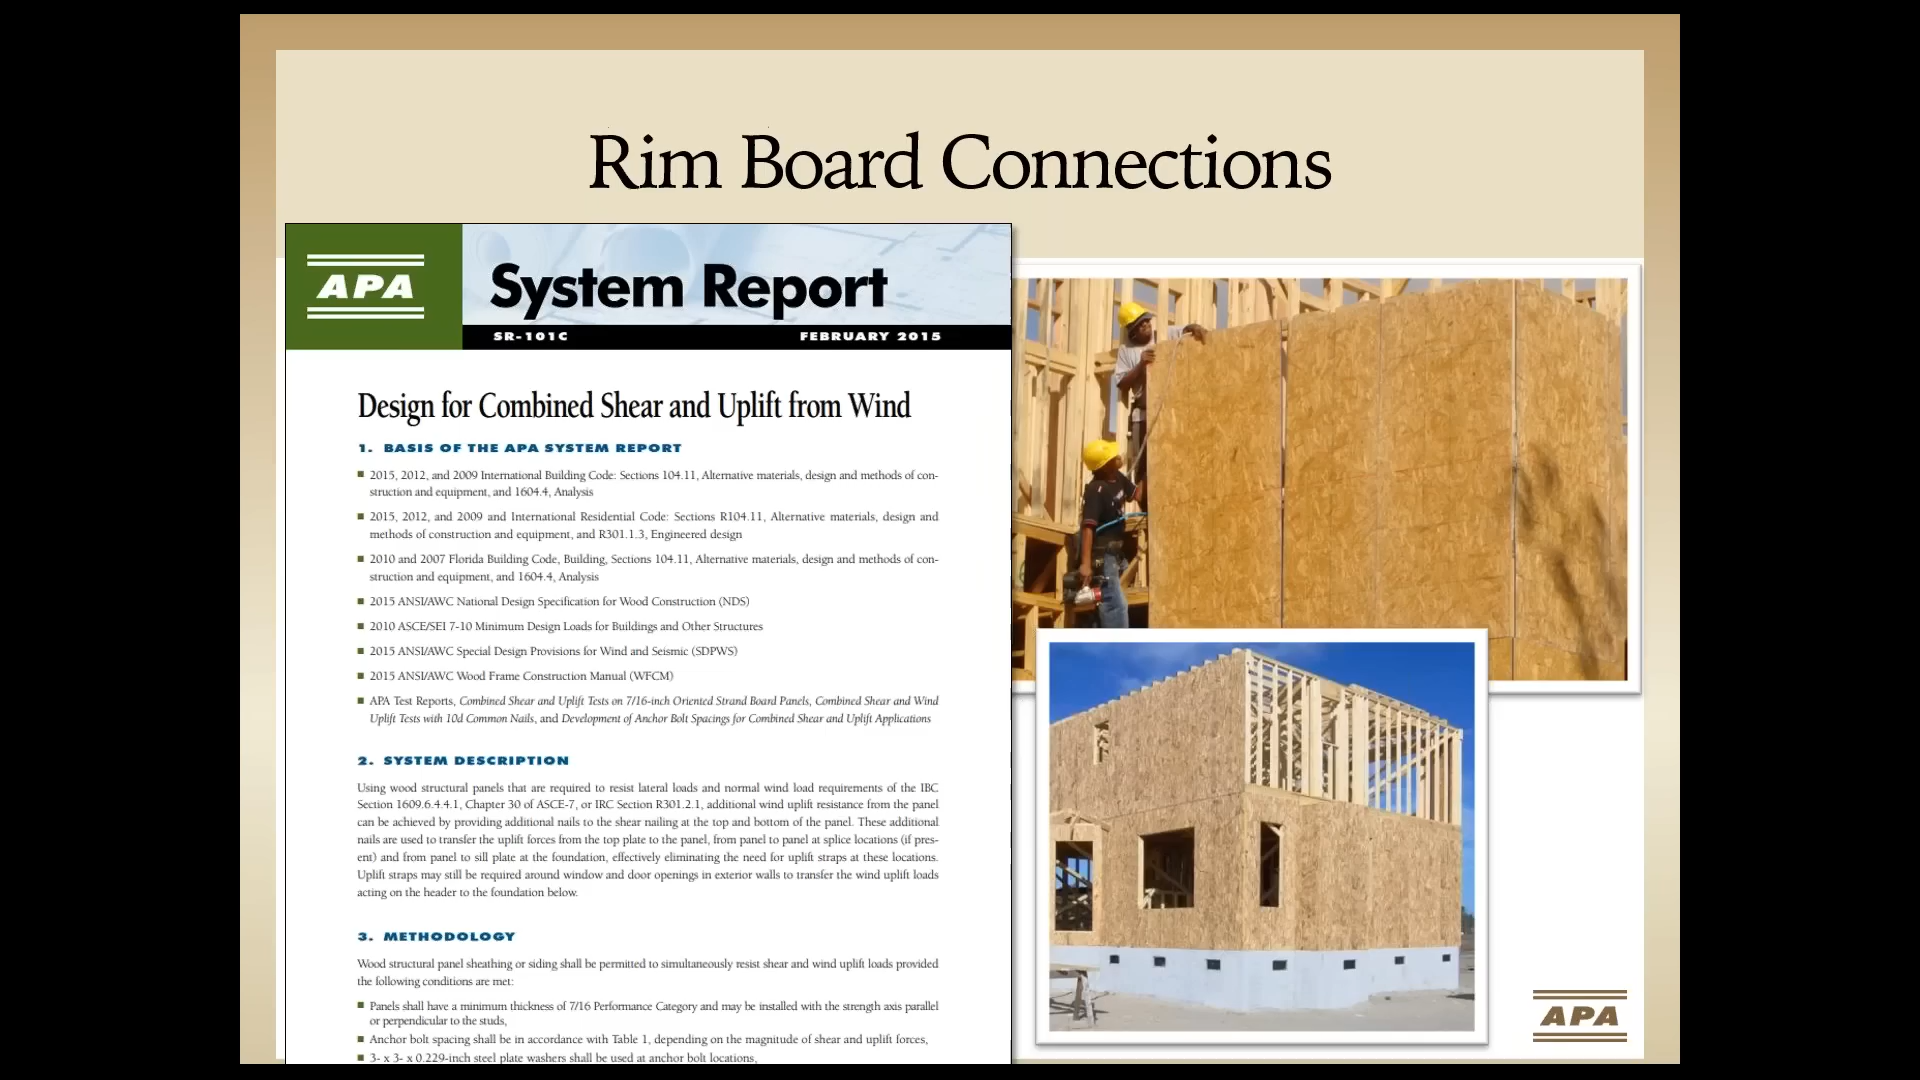 Rim Board Connections
APA
System Report
SR-101C FEBRUARY 2015
Design for Combined Shear and Uplift from Wind
1. BASIS OF THE APA SYSTEM REPORT
■ 2015, 2012, and 2009 International Building Code: Sections 104.11, Alternative materials, design and methods of con-
struction and equipment, and 1604.4, Analysis
■ 2015, 2012, and 2009 and International Residential Code: Sections R104.11, Alternative materials, design and
methods of construction and equipment, and R301.1.3, Engineered design
■ 2010 and 2007 Florida Building Code, Building, Sections 104.11, Alternative materials, design and methods of con-
struction and equipment, and 1604.4, Analysis
■ 2015 ANSI/AWC National Design Specification for Wood Construction (NDS)
■ 2010 ASCE/SEI 7-10 Minimum Design Loads for Buildings and Other Structures
■ 2015 ANSI/AWC Special Design Provisions for Wind and Seismic (SDPWS)
■ 2015 ANSI/AWC Wood Frame Construction Manual (WFCM)
■ APA Test Reports, Combined Shear and Uplift Tests on 7/16-inch Oriented Strand Board Panels, Combined Shear and Wind
Uplift Tests with 10d Common Nails, and Development of Anchor Bolt Spacings for Combined Shear and Uplift Applications
2. SYSTEM DESCRIPTION
Using wood structural panels that are required to resist lateral loads and normal wind load requirements of the IBC
Section 1609.6.4.4.1, Chapter 30 of ASCE-7, or IRC Section R301.2.1, additional wind uplift resistance from the panel
can be achieved by providing additional nails to the shear nailing at the top and bottom of the panel. These additional
nails are used to transfer the uplift forces from the top plate to the panel, from panel to panel at splice locations (if pres-
ent) and from panel to sill plate at the foundation, effectively eliminating the need for uplift straps at these locations.
Uplift straps may still be required around window and door openings in exterior walls to transfer the wind uplift loads
acting on the header to the foundation below.
3. METHODOLOGY
Wood structural panel sheathing or siding shall be permitted to simultaneously resist shear and wind uplift loads provided
the following conditions are met:
■ Panels shall have a minimum thickness of 7/16 Performance Category and may be installed with the strength axis parallel
or perpendicular to the studs,
■ Anchor bolt spacing shall be in accordance with Table 1, depending on the magnitude of shear and uplift forces,
■ 3- x 3- x 0.229-inch steel plate washers shall be used at anchor bolt locations,
APA